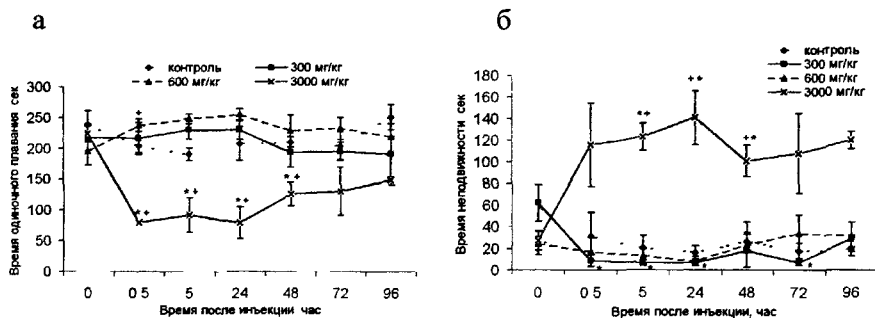 а
контроль 300 мг/кг
600 мг/кг 3000 мг/кг
Время одиночного плавания сек
300
250
200
150
100
50
0
+
*+
*+
*+
*+
0 0 5 5 24 48 72 96
Время после инъекции час
б
контроль
300 мг/кг
600 мг/кг
3000 мг/кг
Время неподвижности сек
180
160
140
120
100
80
60
40
20
0
*+
+*
+*
* * * *
0 0 5 5 24 48 72 96
Время после инъекции, час